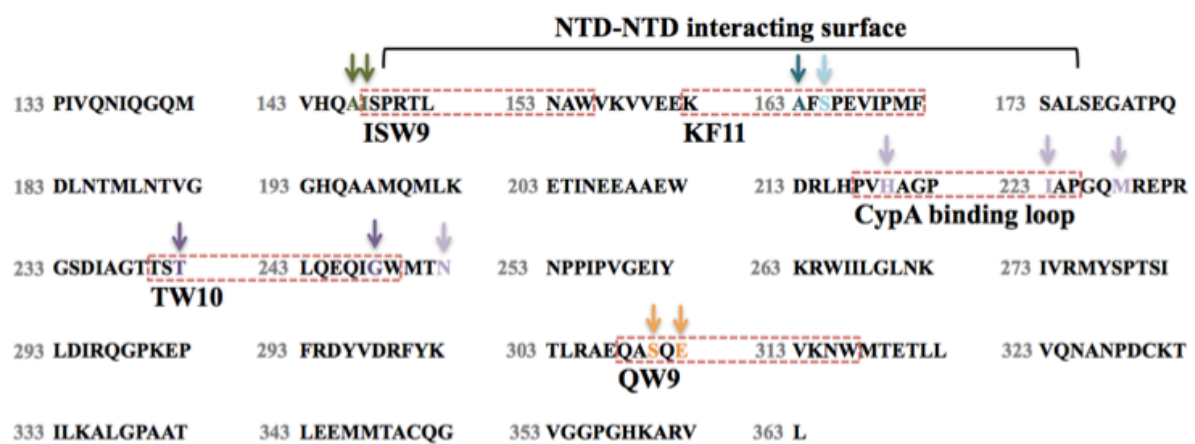 NTD-NTD interacting surface
133 PIVQNIQGQM 143 VHQAISPRTL 153 NAWVKVVEEK 163 AFSPEVIPMF 173 SALSEGATPQ
ISW9 KF11
183 DLNTMLNTVG 193 GHQAAMQMLK 203 ETINEEAAEW 213 DRLHPVHAGP 223 IAPGQMREPR
CypA binding loop
233 GSDIAGTTST 243 LQEQIGWMTN 253 NPPIPVGEIY 263 KRWIILGLNK 273 IVRMYSPTSI
TW10
293 LDIRQGPKEP 293 FRDYVDRFYK 303 TLRAEQASQE 313 VKNWMTETLL 323 VQNANPDCKT
QW9
333 ILKALGPAAT 343 LEEMMTACQG 353 VGGPGHKARV 363 L